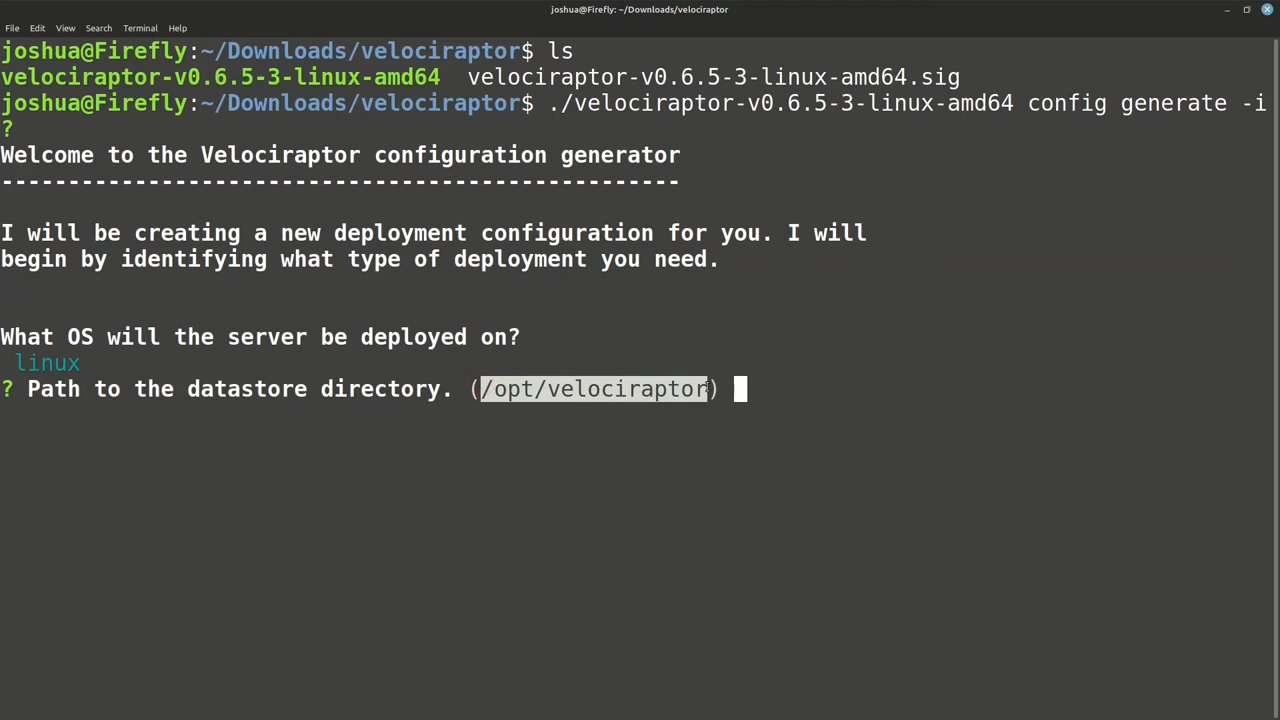 joshua@Firefly: ~/Downloads/velociraptor
File Edit View Search Terminal Help
joshua@Firefly:~/Downloads/velociraptor$ ls
velociraptor-v0.6.5-3-linux-amd64  velociraptor-v0.6.5-3-linux-amd64.sig
joshua@Firefly:~/Downloads/velociraptor$ ./velociraptor-v0.6.5-3-linux-amd64 config generate -i
?
Welcome to the Velociraptor configuration generator
---------------------------------------------------
I will be creating a new deployment configuration for you. I will
begin by identifying what type of deployment you need.
What OS will the server be deployed on?
linux
? Path to the datastore directory. (/opt/velociraptor)